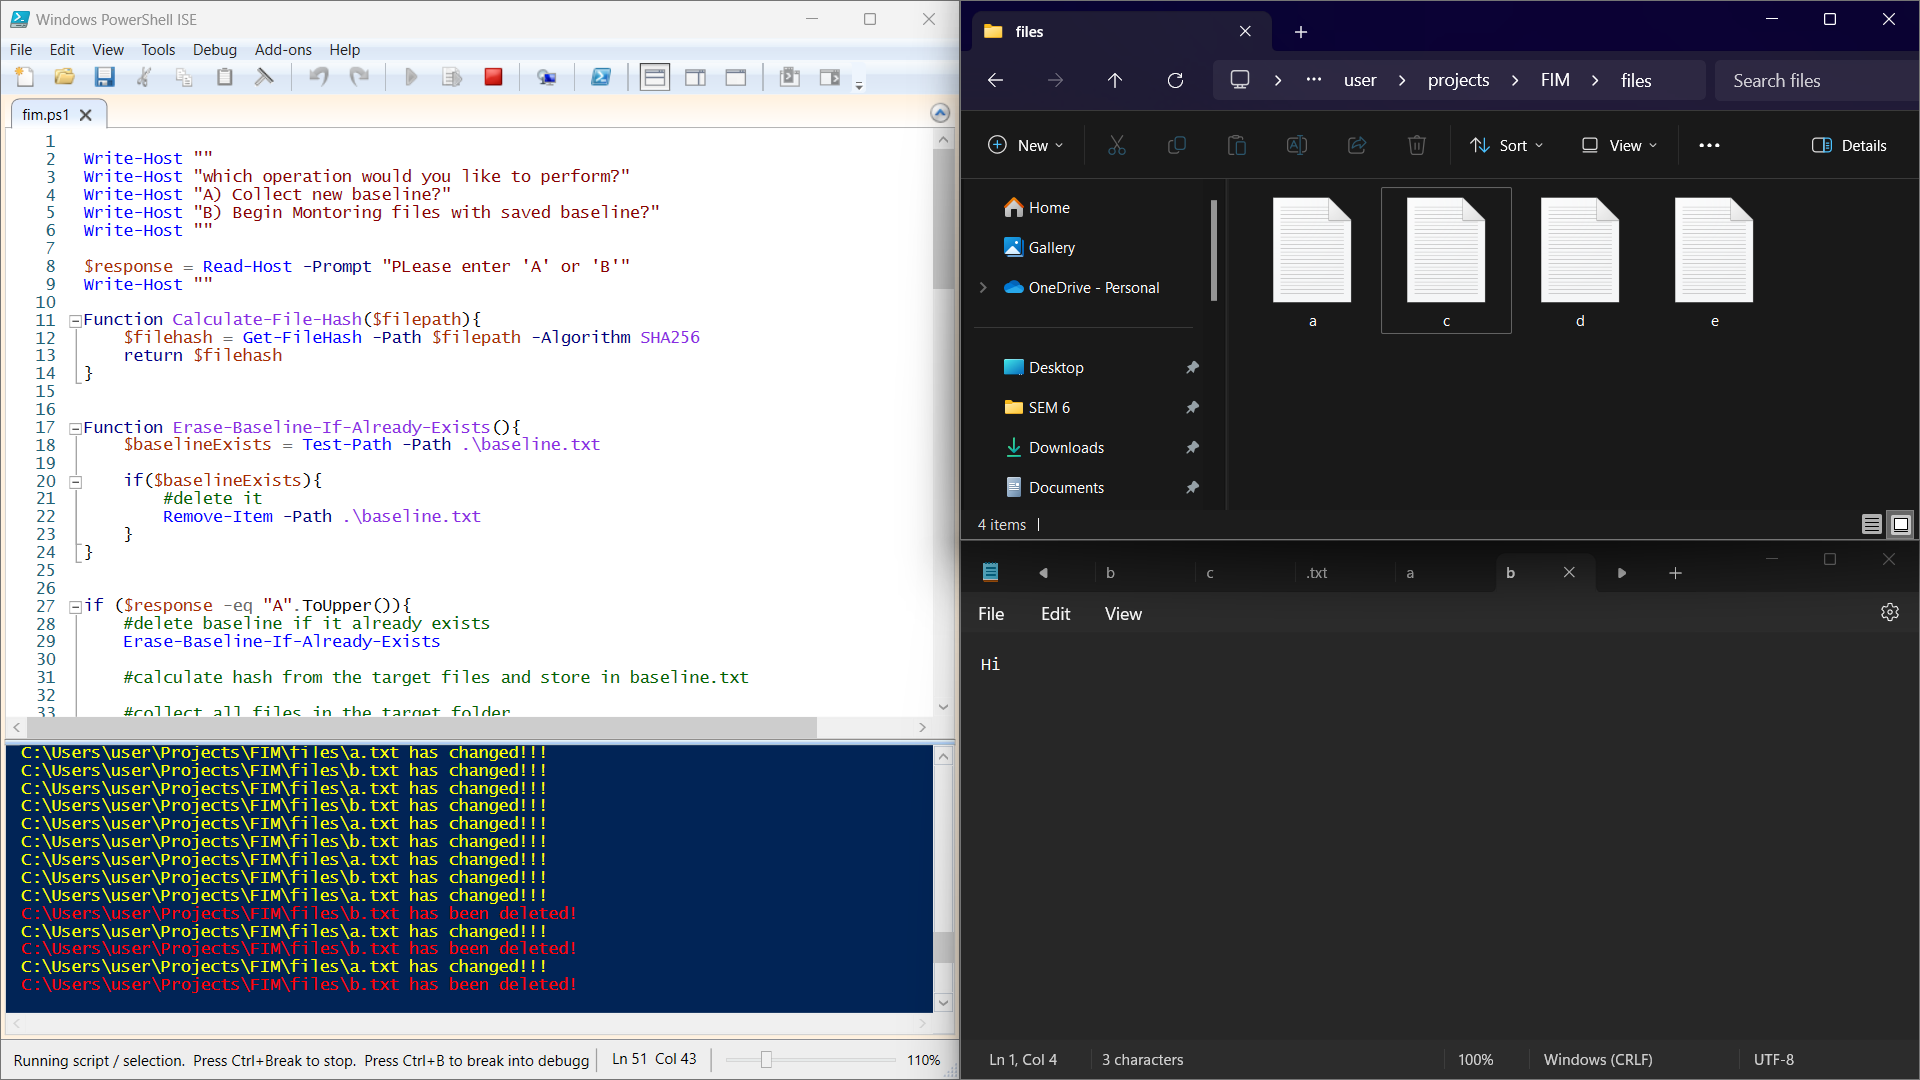 Windows PowerShell ISE
File Edit View Tools Debug Add-ons Help
fim.ps1
1
2 Write-Host ""
3 Write-Host "which operation would you like to perform?"
4 Write-Host "A) Collect new baseline?"
5 Write-Host "B) Begin Montoring files with saved baseline?"
6 Write-Host ""
7
8 $response = Read-Host -Prompt "PLease enter 'A' or 'B'"
9 Write-Host ""
10
11 Function Calculate-File-Hash($filepath){
12 $filehash = Get-FileHash -Path $filepath -Algorithm SHA256
13 return $filehash
14 }
15
16
17 Function Erase-Baseline-If-Already-Exists(){
18 $baselineExists = Test-Path -Path .\baseline.txt
19
20 if($baselineExists){
21 #delete it
22 Remove-Item -Path .\baseline.txt
23 }
24 }
25
26
27 if ($response -eq "A".ToUpper()){
28 #delete baseline if it already exists
29 Erase-Baseline-If-Already-Exists
30
31 #calculate hash from the target files and store in baseline.txt
32
33 #collect all files in the target folder
C:\Users\user\Projects\FIM\files\a.txt has changed!!!
C:\Users\user\Projects\FIM\files\b.txt has changed!!!
C:\Users\user\Projects\FIM\files\a.txt has changed!!!
C:\Users\user\Projects\FIM\files\b.txt has changed!!!
C:\Users\user\Projects\FIM\files\a.txt has changed!!!
C:\Users\user\Projects\FIM\files\b.txt has changed!!!
C:\Users\user\Projects\FIM\files\a.txt has changed!!!
C:\Users\user\Projects\FIM\files\b.txt has changed!!!
C:\Users\user\Projects\FIM\files\a.txt has changed!!!
C:\Users\user\Projects\FIM\files\b.txt has been deleted!
C:\Users\user\Projects\FIM\files\a.txt has changed!!!
C:\Users\user\Projects\FIM\files\b.txt has been deleted!
C:\Users\user\Projects\FIM\files\a.txt has changed!!!
C:\Users\user\Projects\FIM\files\b.txt has been deleted!
Running script / selection. Press Ctrl+Break to stop. Press Ctrl+B to break into debugg Ln 51 Col 43 110%
files
... user > projects > FIM > files Search files
New Sort View ... Details
Home
Gallery
OneDrive - Personal
Desktop
SEM 6
Downloads
Documents
a c d e
4 items
b c .txt a b
File Edit View
Hi
Ln 1, Col 4 3 characters 100% Windows (CRLF) UTF-8